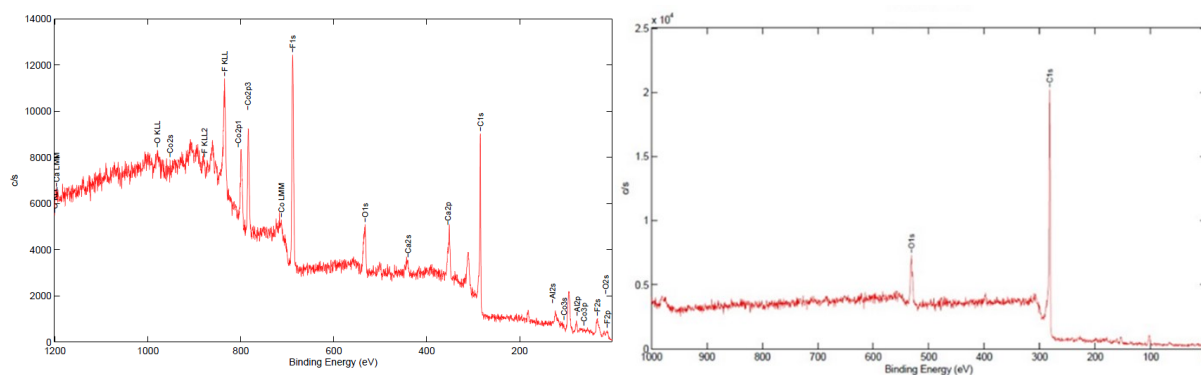 14000
12000
10000
8000
6000
4000
2000
0
c/s
Ca LMM
-O KLL
-Co2s
-F KLL2
-F KLL
-Co2p1
-Co2p3
-Co LMM
-F1s
-O1s
-Ca2s
-Ca2p
-C1s
-Al2s
-Co3s
-Al2p
-Co3p
-F2s
-O2s
-F2p
1200 1000 800 600 400 200
Binding Energy (eV)
x 10⁴
2.5
2
1.5
1
0.5
0
c/s
-O1s
-C1s
1000 900 800 700 600 500 400 300 200 100
Binding Energy (eV)